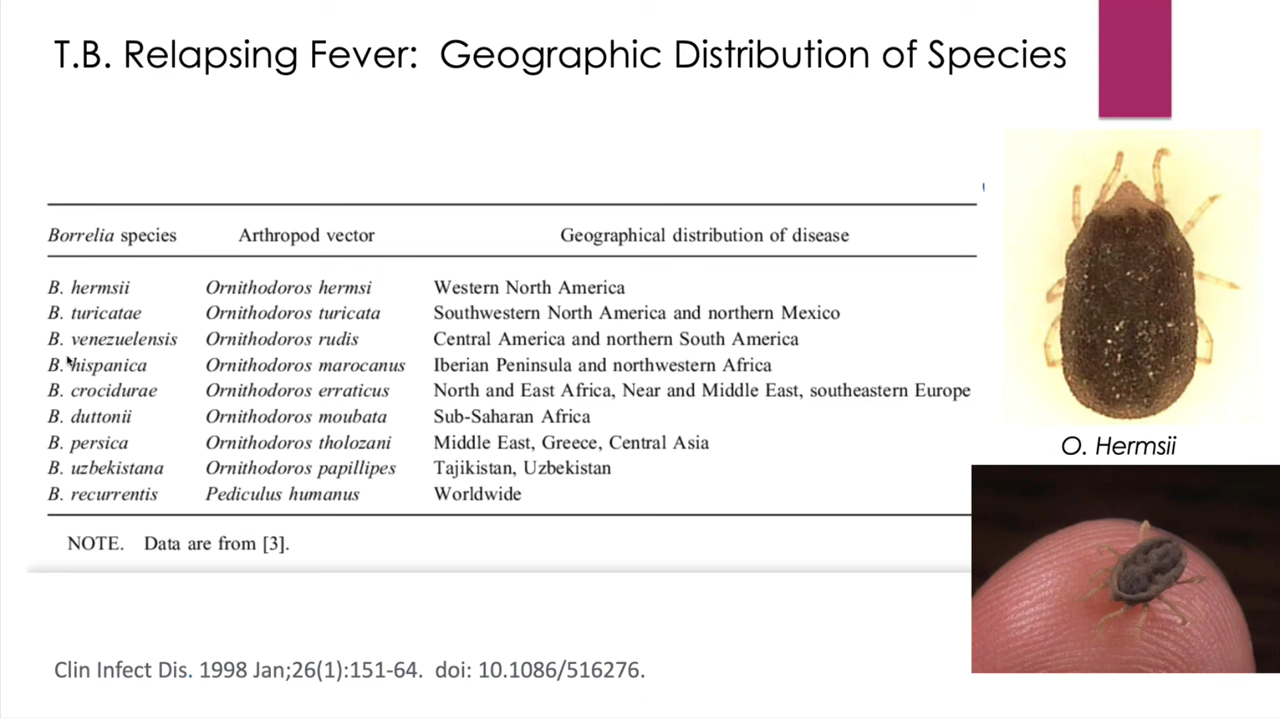 T.B. Relapsing Fever: Geographic Distribution of Species
Borrelia species Arthropod vector Geographical distribution of disease
B. hermsii Ornithodoros hermsi Western North America
B. turicatae Ornithodoros turicata Southwestern North America and northern Mexico
B. venezuelensis Ornithodoros rudis Central America and northern South America
B. hispanica Ornithodoros marocanus Iberian Peninsula and northwestern Africa
B. crocidurae Ornithodoros erraticus North and East Africa, Near and Middle East, southeastern Europe
B. duttonii Ornithodoros moubata Sub-Saharan Africa
B. persica Ornithodoros tholozani Middle East, Greece, Central Asia
B. uzbekistana Ornithodoros papillipes Tajikistan, Uzbekistan
B. recurrentis Pediculus humanus Worldwide
NOTE. Data are from [3].
O. Hermsii
Clin Infect Dis. 1998 Jan;26(1):151-64. doi: 10.1086/516276.